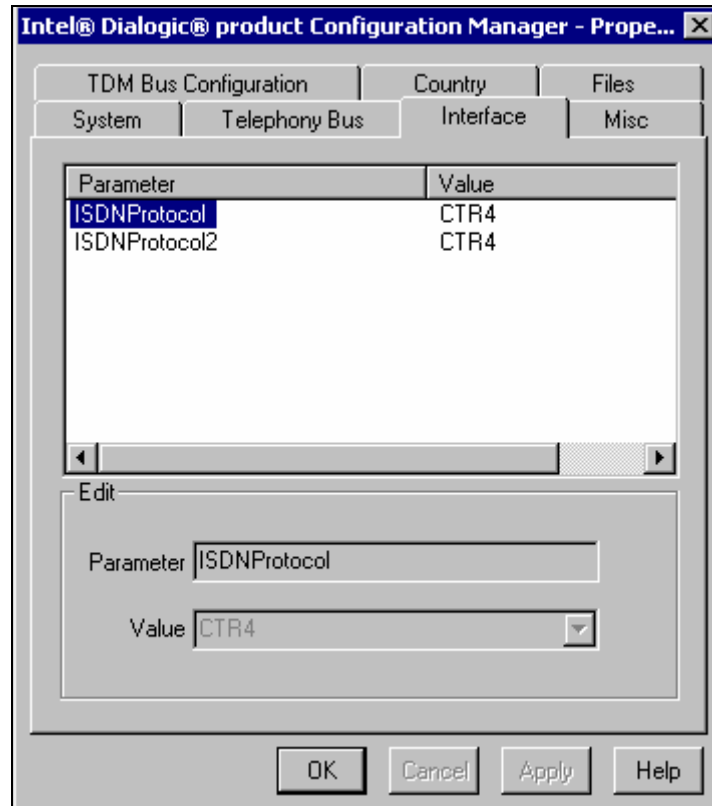 Intel® Dialogic® product Configuration Manager - Prope...
TDM Bus Configuration Country Files
System Telephony Bus Interface Misc
Parameter Value
ISDNProtocol CTR4
ISDNProtocol2 CTR4
Edit
Parameter ISDNProtocol
Value CTR4
OK Cancel Apply Help